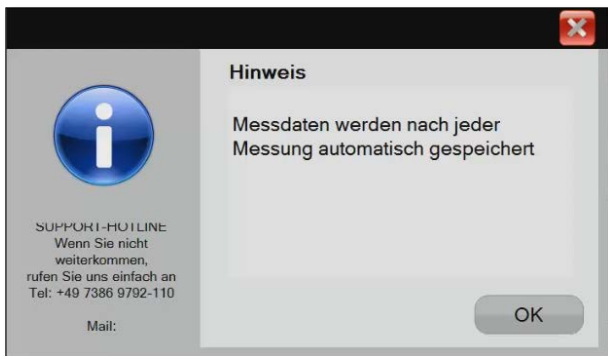 Hinweis
Messdaten werden nach jeder
Messung automatisch gespeichert
SUPPORT-HOTLINE
Wenn Sie nicht
weiterkommen,
rufen Sie uns einfach an
Tel: +49 7386 9792-110
Mail:
OK